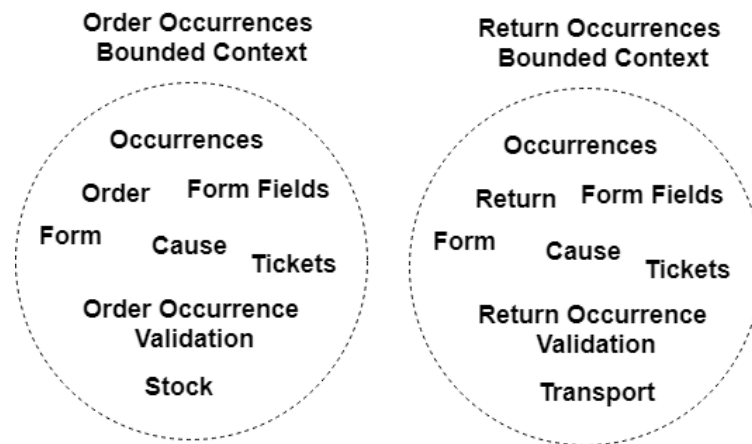 Order Occurrences
Bounded Context
Occurrences
Order
Form Fields
Form
Cause
Tickets
Order Occurrence
Validation
Stock
Return Occurrences
Bounded Context
Occurrences
Return
Form Fields
Form
Cause
Tickets
Return Occurrence
Validation
Transport